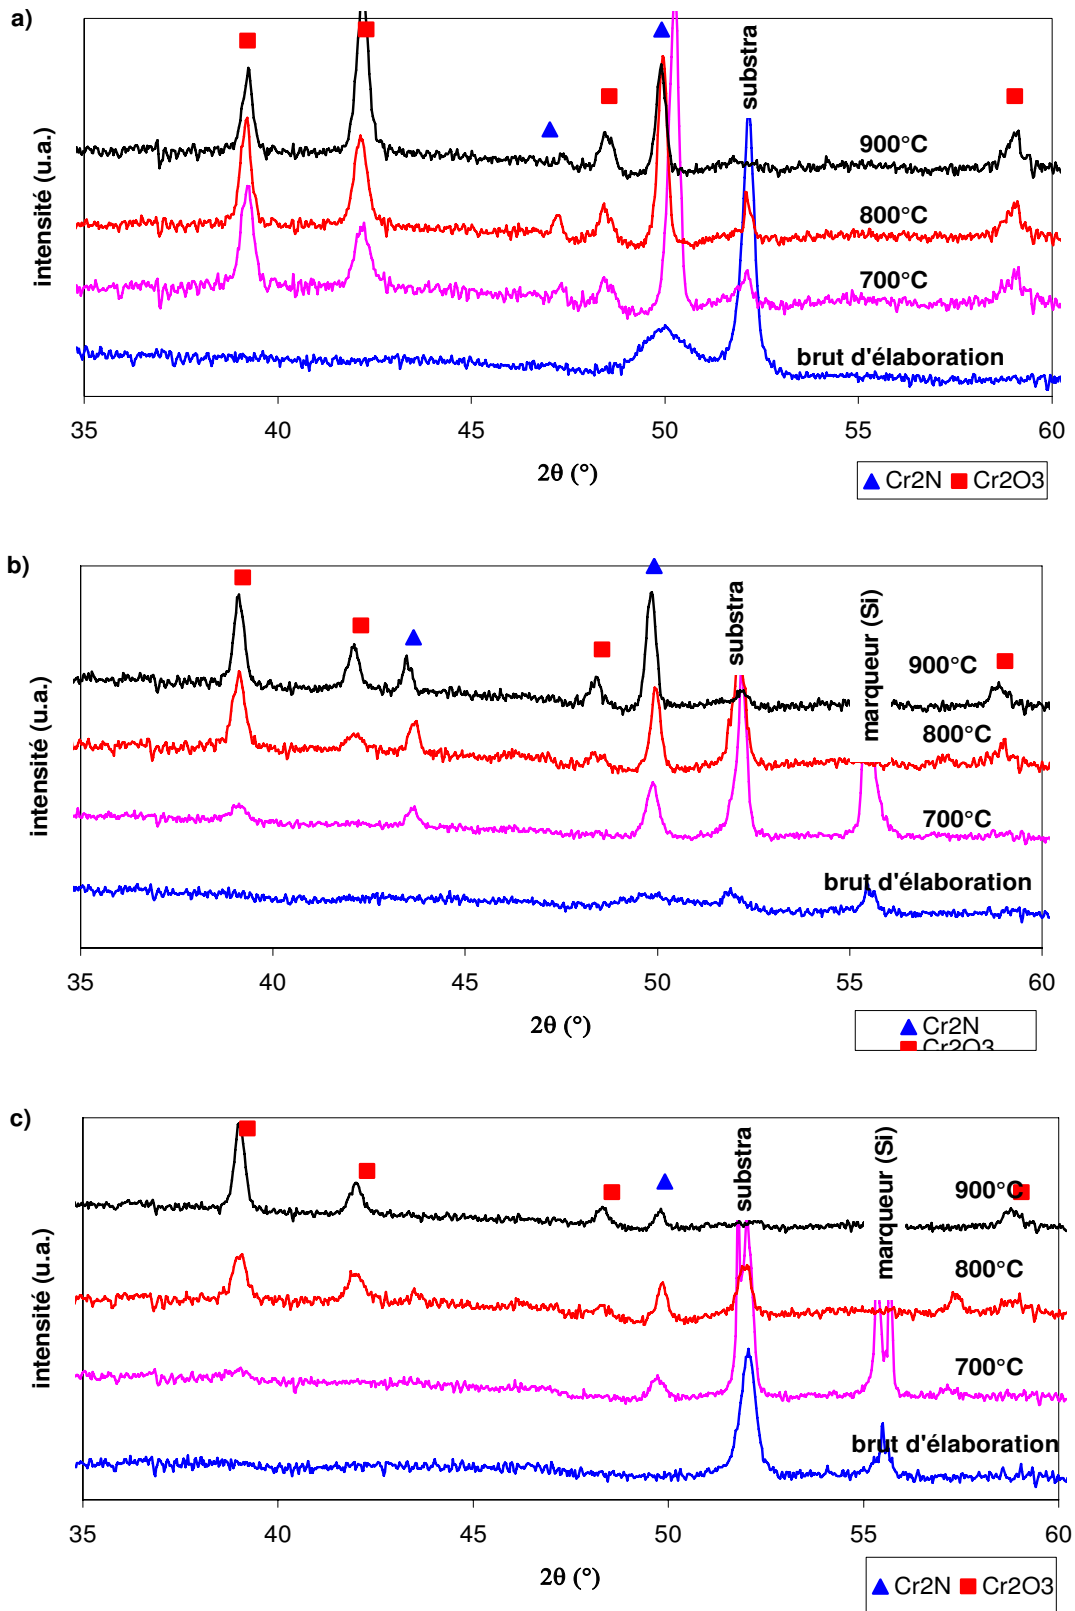 a)
intensité (u.a.)
substra
900°C
800°C
700°C
brut d'élaboration
35 40 45 50 55 60
2θ (°)
Cr2N Cr2O3
b)
intensité (u.a.)
substra
marqueur (Si)
900°C
800°C
700°C
brut d'élaboration
35 40 45 50 55 60
2θ (°)
Cr2N
Cr2O3
c)
intensité (u.a.)
substra
marqueur (Si)
900°C
800°C
700°C
brut d'élaboration
35 40 45 50 55 60
2θ (°)
Cr2N Cr2O3